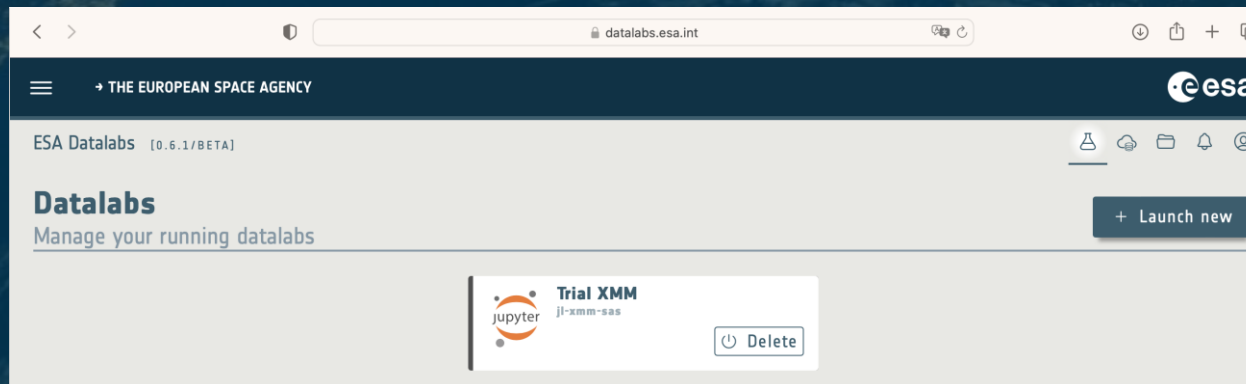 datalabs.esa.int
→ THE EUROPEAN SPACE AGENCY
esa
ESA Datalabs [0.6.1/BETA]
Datalabs
+ Launch new
Manage your running datalabs
Trial XMM
jupyter
jl-xmm-sas
Delete